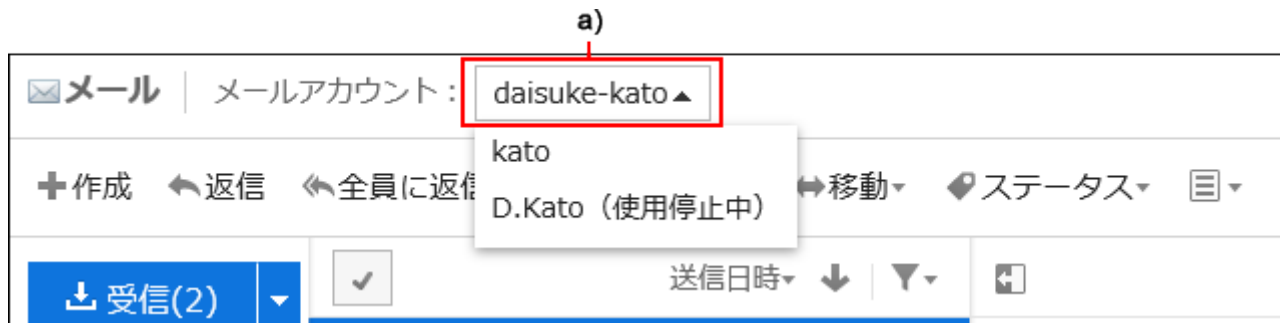 a)
メール メールアカウント： daisuke-kato
kato
D.Kato（使用停止中）
作成 返信 全員に返信 移動 ステータス
受信(2) 送信日時